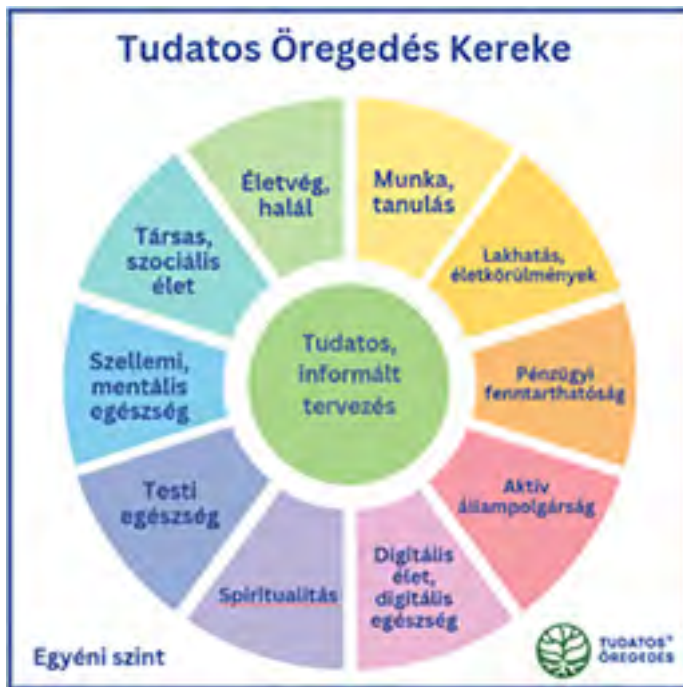 Tudatos Öregedés Kereke
Életvég,
halál
Munka,
tanulás
Lakhatás,
életkörülmények
Pénzügyi
fenntarthatóság
Aktív
állampolgárság
Digitális
élet,
digitális
egészség
Spiritualitás
Testi
egészség
Szellemi,
mentális
egészség
Társas,
szociális
élet
Tudatos,
informált
tervezés
Egyéni szint
TUDATOS
ÖREGEDÉS